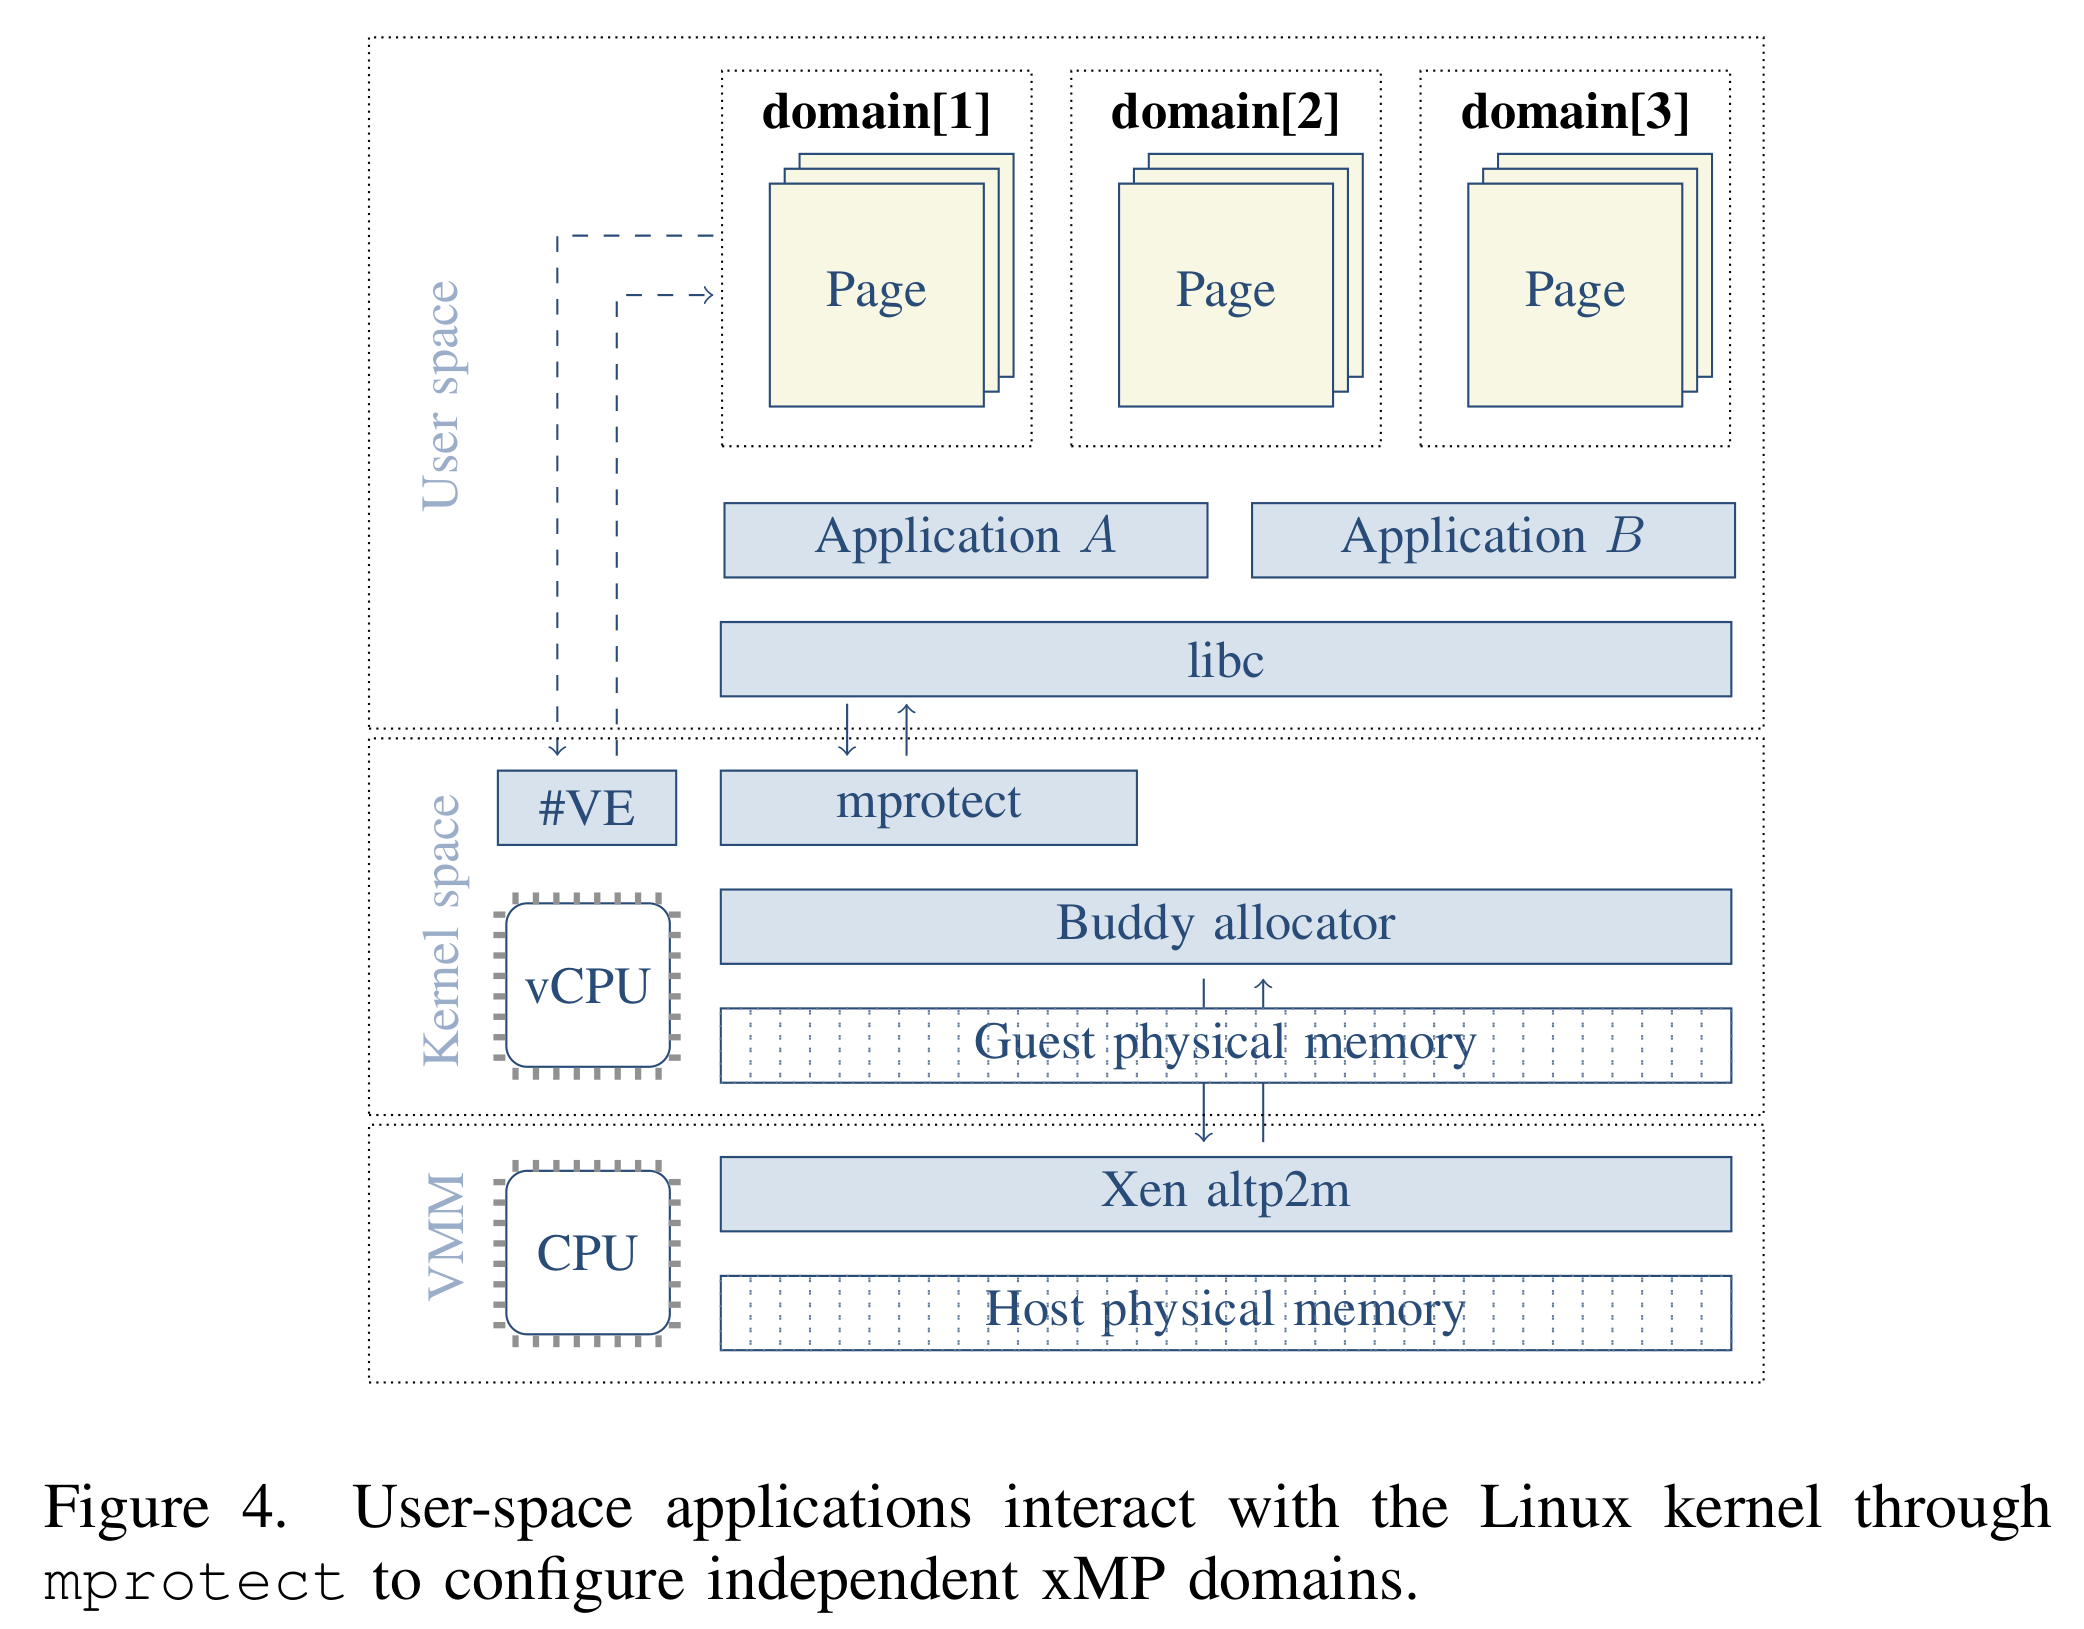 domain[1] domain[2] domain[3]
Page Page Page
User space
Application A Application B
libc
Kernel space
#VE mprotect
Buddy allocator
vCPU
Guest physical memory
VMM
Xen altp2m
CPU
Host physical memory
Figure 4. User-space applications interact with the Linux kernel through
mprotect to configure independent xMP domains.